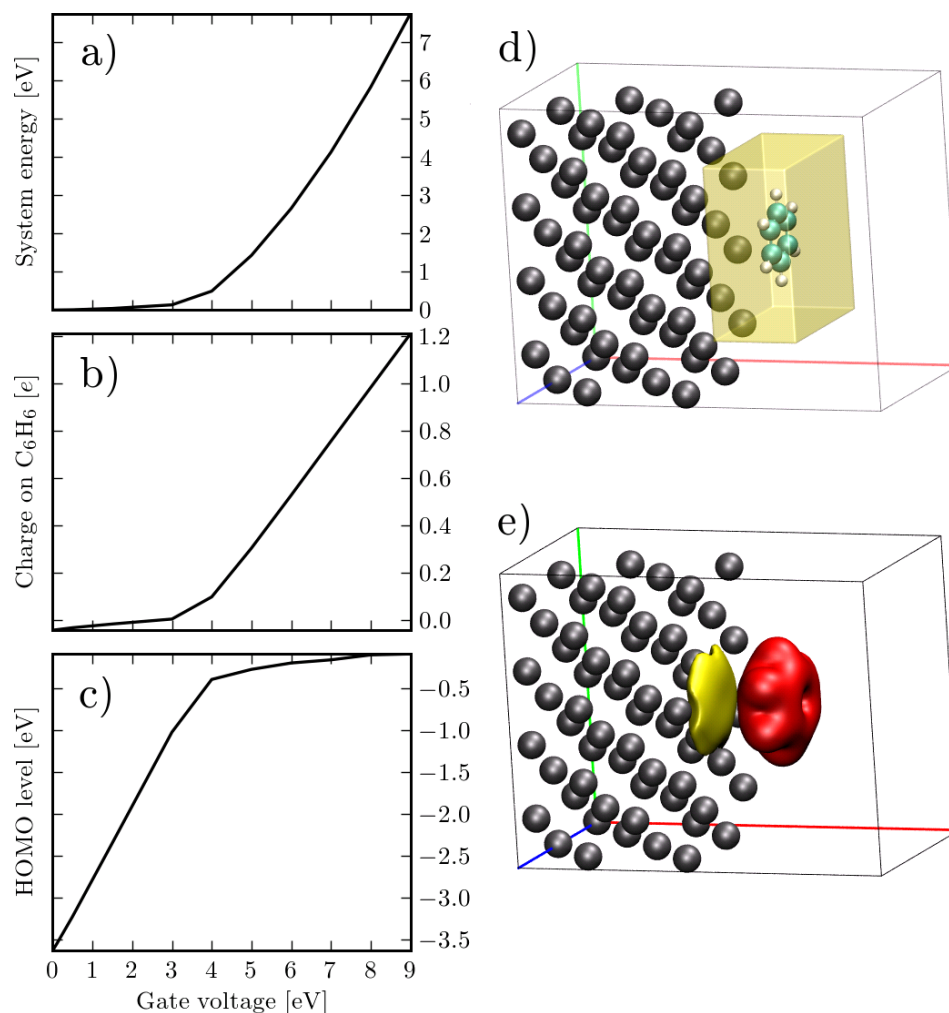 a)
System energy [eV]
7
6
5
4
3
2
1
0
b)
Charge on C₆H₆ [e]
1.2
1.0
0.8
0.6
0.4
0.2
0.0
c)
HOMO level [eV]
−0.5
−1.0
−1.5
−2.0
−2.5
−3.0
−3.5
0 1 2 3 4 5 6 7 8 9
Gate voltage [eV]
d)
e)